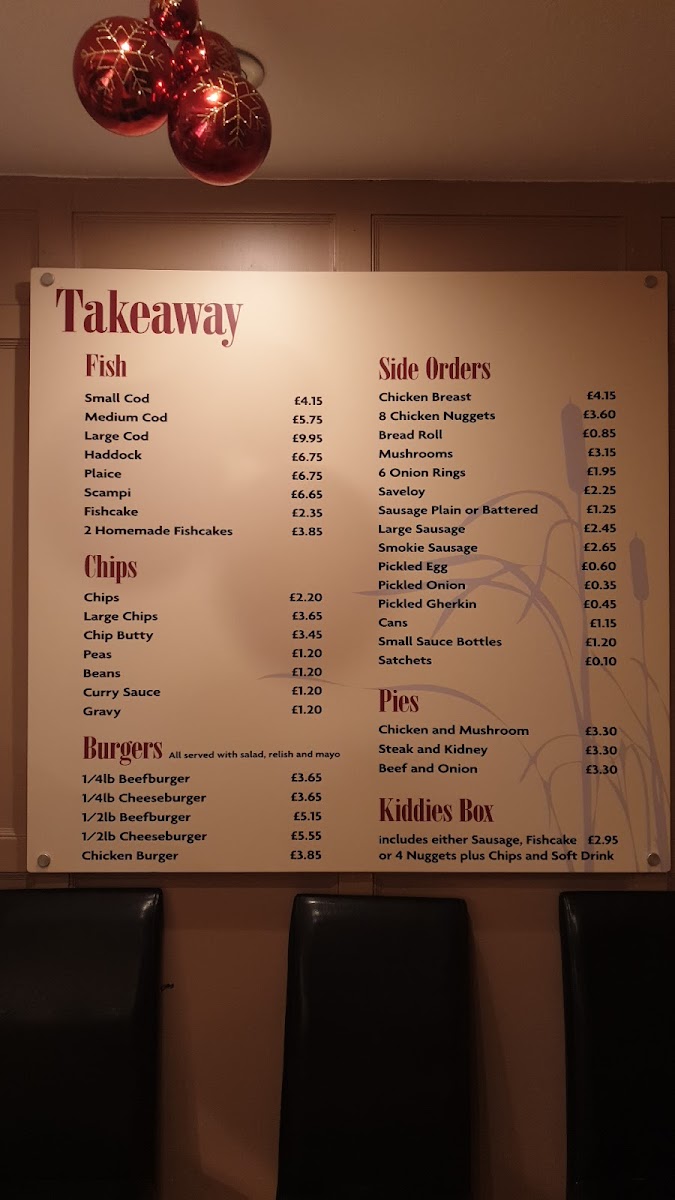 Takeaway
Fish
Small Cod £4.15
Medium Cod £5.75
Large Cod £9.95
Haddock £6.75
Plaice £6.75
Scampi £6.65
Fishcake £2.35
2 Homemade Fishcakes £3.85
Chips
Chips £2.20
Large Chips £3.65
Chip Butty £3.45
Peas £1.20
Beans £1.20
Curry Sauce £1.20
Gravy £1.20
Burgers All served with salad, relish and mayo
1/4lb Beefburger £3.65
1/4lb Cheeseburger £3.65
1/2lb Beefburger £5.15
1/2lb Cheeseburger £5.55
Chicken Burger £3.85
Side Orders
Chicken Breast £4.15
8 Chicken Nuggets £3.60
Bread Roll £0.85
Mushrooms £3.15
6 Onion Rings £1.95
Saveloy £2.25
Sausage Plain or Battered £1.25
Large Sausage £2.45
Smokie Sausage £2.65
Pickled Egg £0.60
Pickled Onion £0.35
Pickled Gherkin £0.45
Cans £1.15
Small Sauce Bottles £1.20
Satchets £0.10
Pies
Chicken and Mushroom £3.30
Steak and Kidney £3.30
Beef and Onion £3.30
Kiddies Box
includes either Sausage, Fishcake £2.95
or 4 Nuggets plus Chips and Soft Drink